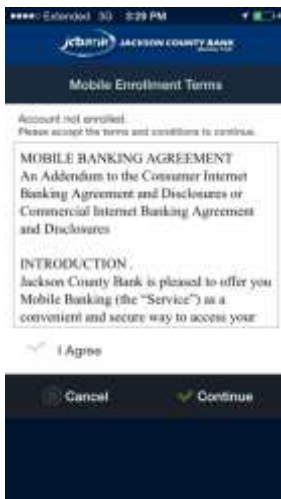 Extended 3G 3:29 PM
jcbank JACKSON COUNTY BANK
Mobile Enrollment Terms
Account not enrolled.
Please accept the terms and conditions to continue.
MOBILE BANKING AGREEMENT
An Addendum to the Consumer Internet
Banking Agreement and Disclosures or
Commercial Internet Banking Agreement
and Disclosures
INTRODUCTION .
Jackson County Bank is pleased to offer you
Mobile Banking (the “Service”) as a
convenient and secure way to access your
I Agree
Cancel Continue